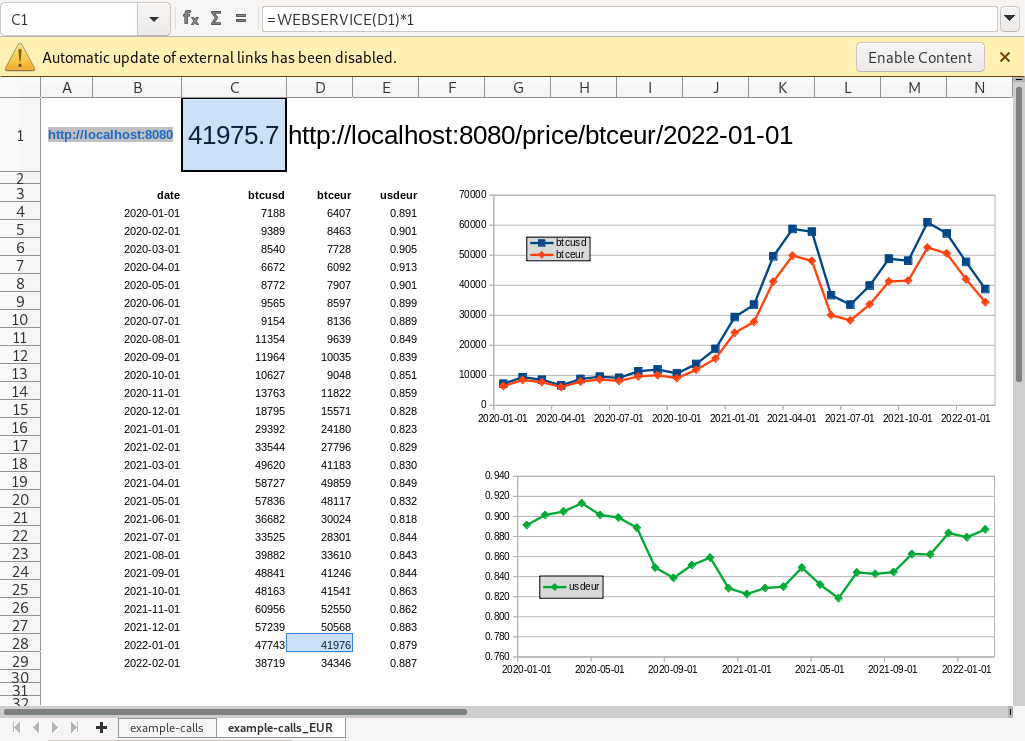 C1 fx Σ = =WEBSERVICE(D1)*1
Automatic update of external links has been disabled. Enable Content ×
A B C D E F G H I J K L M N
1 http://localhost:8080 41975.7 http://localhost:8080/price/btceur/2022-01-01
2
3 date btcusd btceur usdeur
4 2020-01-01 7188 6407 0.891
5 2020-02-01 9389 8463 0.901
6 2020-03-01 8540 7728 0.905
7 2020-04-01 6672 6092 0.913
8 2020-05-01 8772 7907 0.901
9 2020-06-01 9565 8597 0.899
10 2020-07-01 9154 8136 0.889
11 2020-08-01 11354 9639 0.849
12 2020-09-01 11964 10035 0.839
13 2020-10-01 10627 9048 0.851
14 2020-11-01 13763 11822 0.859
15 2020-12-01 18795 15571 0.828
16 2021-01-01 29392 24180 0.823
17 2021-02-01 33544 27796 0.829
18 2021-03-01 49620 41183 0.830
19 2021-04-01 58727 49859 0.849
20 2021-05-01 57836 48117 0.832
21 2021-06-01 36682 30024 0.818
22 2021-07-01 33525 28301 0.844
23 2021-08-01 39882 33610 0.843
24 2021-09-01 48841 41246 0.844
25 2021-10-01 48163 41541 0.863
26 2021-11-01 60956 52550 0.862
27 2021-12-01 57239 50568 0.883
28 2022-01-01 47743 41976 0.879
29 2022-02-01 38719 34346 0.887
30
31
32
70000
60000
50000
40000
30000
20000
10000
0
btcusd
btceur
2020-01-01 2020-04-01 2020-07-01 2020-10-01 2021-01-01 2021-04-01 2021-07-01 2021-10-01 2022-01-01
0.940
0.920
0.900
0.880
0.860
0.840
0.820
0.800
0.780
0.760
usdeur
2020-01-01 2020-05-01 2020-09-01 2021-01-01 2021-05-01 2021-09-01 2022-01-01
example-calls example-calls_EUR